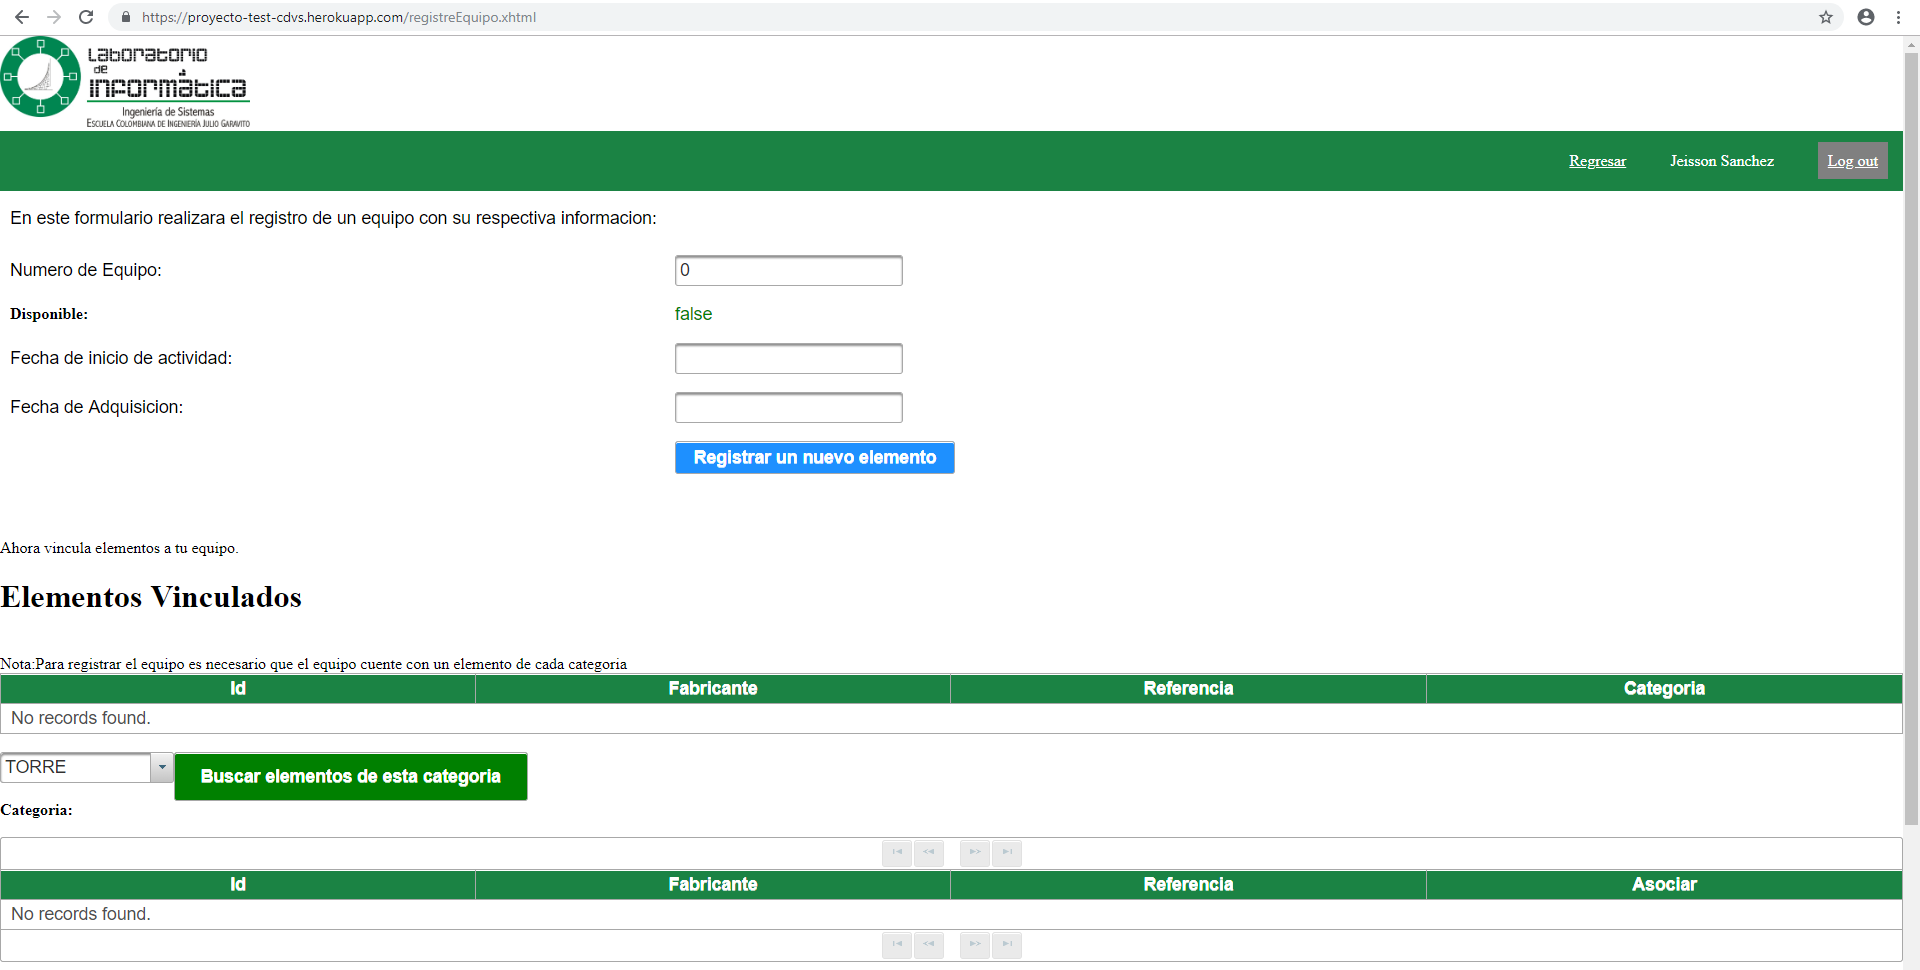 https://proyecto-test-cdvs.herokuapp.com/registreEquipo.xhtml
Laboratorio
de
informática
Ingeniería de Sistemas
Escuela Colombiana de Ingeniería Julio Garavito
Regresar Jeisson Sanchez Log out
En este formulario realizara el registro de un equipo con su respectiva informacion:
Numero de Equipo: 0
Disponible: false
Fecha de inicio de actividad:
Fecha de Adquisicion:
Registrar un nuevo elemento
Ahora vincula elementos a tu equipo.
Elementos Vinculados
Nota:Para registrar el equipo es necesario que el equipo cuente con un elemento de cada categoria
Id Fabricante Referencia Categoria
No records found.
TORRE Buscar elementos de esta categoria
Categoria:
Id Fabricante Referencia Asociar
No records found.